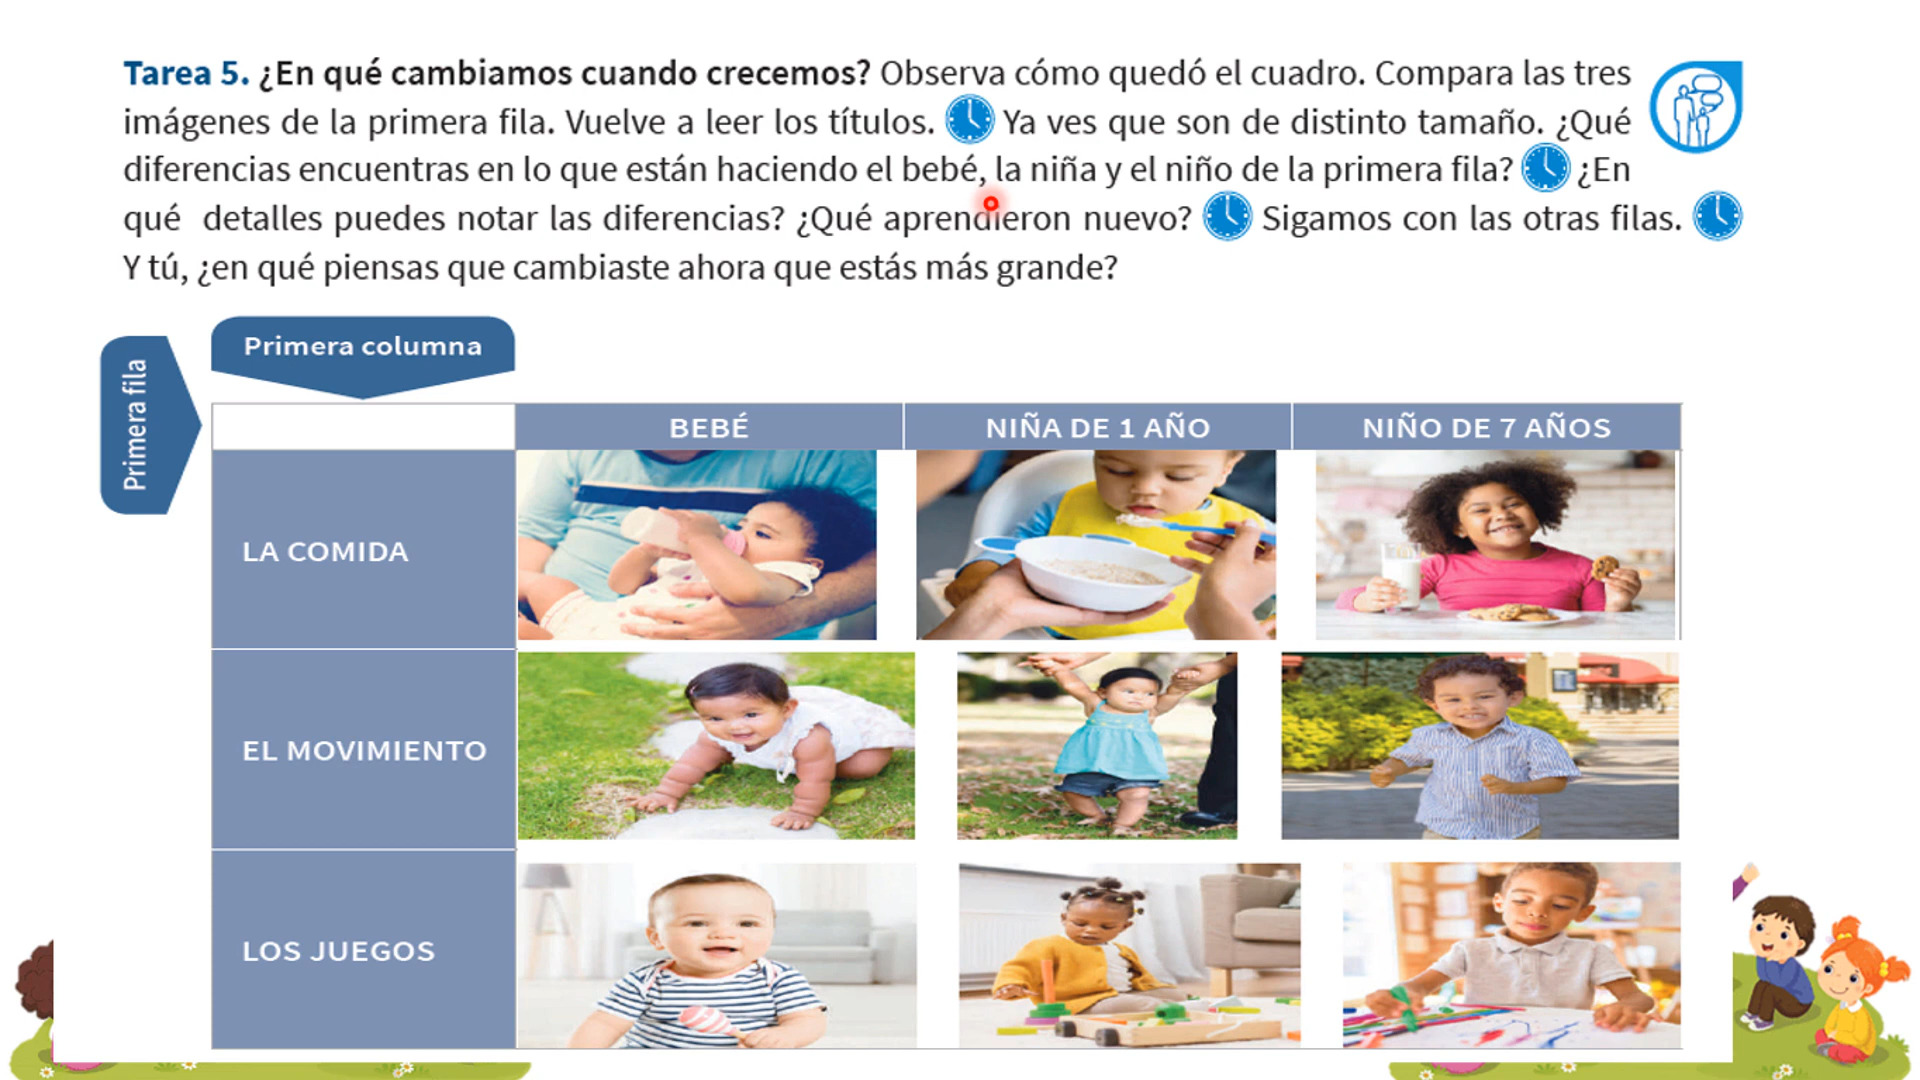 Tarea 5. ¿En qué cambiamos cuando crecemos? Observa cómo quedó el cuadro. Compara las tres
imágenes de la primera fila. Vuelve a leer los títulos. Ya ves que son de distinto tamaño. ¿Qué
diferencias encuentras en lo que están haciendo el bebé, la niña y el niño de la primera fila? ¿En
qué detalles puedes notar las diferencias? ¿Qué aprendieron nuevo? Sigamos con las otras filas.
Y tú, ¿en qué piensas que cambiaste ahora que estás más grande?
Primera columna
Primera fila
BEBÉ NIÑA DE 1 AÑO NIÑO DE 7 AÑOS
LA COMIDA
EL MOVIMIENTO
LOS JUEGOS